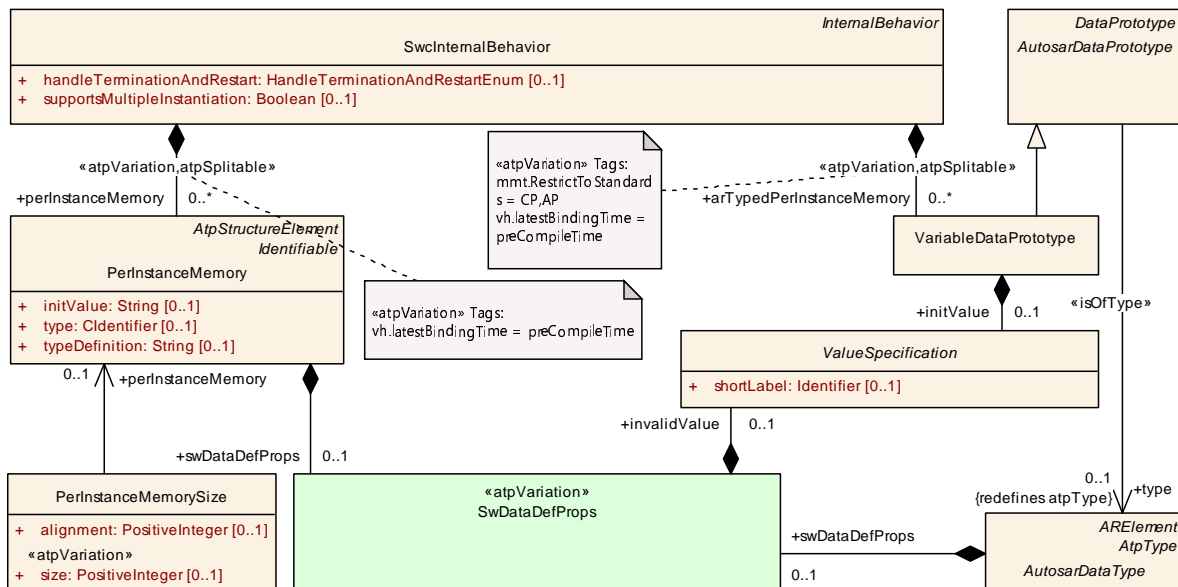 InternalBehavior
SwcInternalBehavior
+ handleTerminationAndRestart: HandleTerminationAndRestartEnum [0..1]
+ supportsMultipleInstantiation: Boolean [0..1]
DataPrototype
AutosarDataPrototype
«atpVariation,atpSplitable»
+perInstanceMemory 0..*
«atpVariation» Tags:
mmt.RestrictToStandard
s = CP,AP
vh.latestBindingTime =
preCompileTime
«atpVariation,atpSplitable»
+arTypedPerInstanceMemory 0..*
AtpStructureElement
Identifiable
PerInstanceMemory
+ initValue: String [0..1]
+ type: CIdentifier [0..1]
+ typeDefinition: String [0..1]
VariableDataPrototype
«atpVariation» Tags:
vh.latestBindingTime = preCompileTime
+initValue 0..1
«isOfType»
ValueSpecification
+ shortLabel: Identifier [0..1]
0..1 +perInstanceMemory
+invalidValue 0..1
+swDataDefProps 0..1
PerInstanceMemorySize
+ alignment: PositiveInteger [0..1]
«atpVariation»
+ size: PositiveInteger [0..1]
«atpVariation»
SwDataDefProps
0..1
+type
{redefines atpType}
+swDataDefProps
0..1
ARElement
AtpType
AutosarDataType